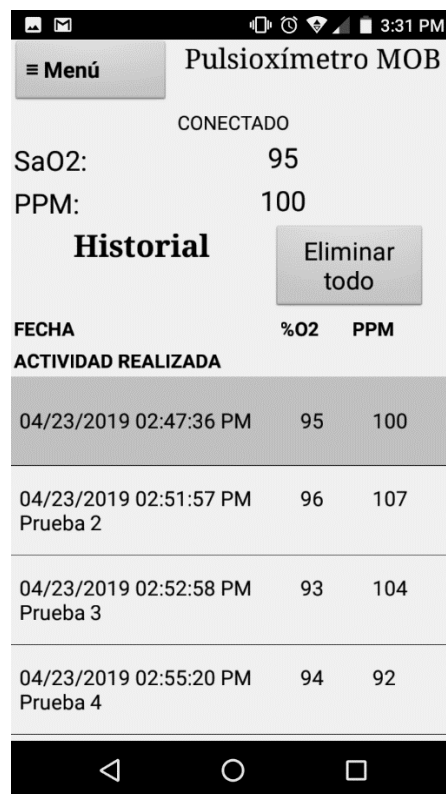 3:31 PM
≡ Menú
Pulsioxímetro MOB
CONECTADO
SaO2: 95
PPM: 100
Historial
Eliminar
todo
FECHA %O2 PPM
ACTIVIDAD REALIZADA
04/23/2019 02:47:36 PM 95 100
04/23/2019 02:51:57 PM 96 107
Prueba 2
04/23/2019 02:52:58 PM 93 104
Prueba 3
04/23/2019 02:55:20 PM 94 92
Prueba 4